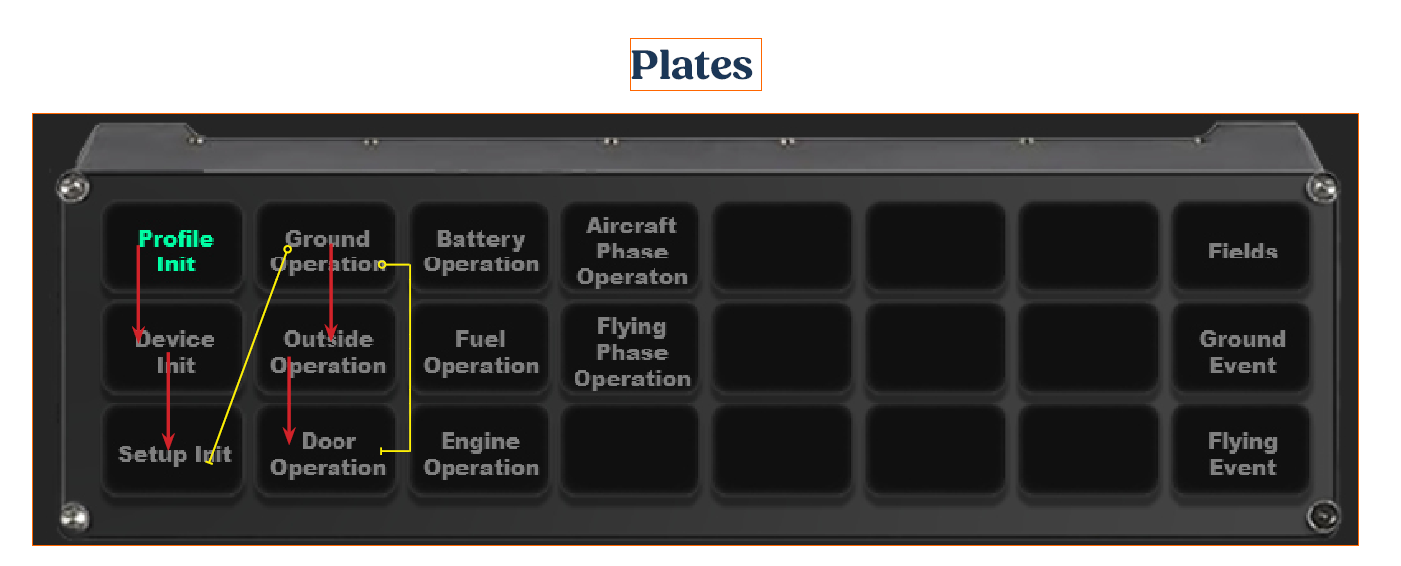 Plates
Profile
Init
Ground
Operation
Battery
Operation
Aircraft
Phase
Operaton
Fields
Device
Init
Outside
Operation
Fuel
Operation
Flying
Phase
Operation
Ground
Event
Setup Init
Door
Operation
Engine
Operation
Flying
Event